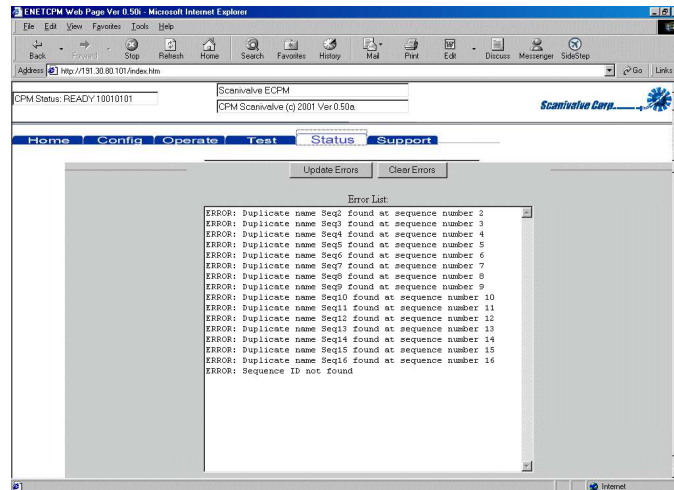 ENETCPM Web Page Ver 0.50i - Microsoft Internet Explorer
File Edit View Favorites Tools Help
Back Forward Stop Refresh Home Search Favorites History Mail Print Edit Discuss Messenger SideStep
Address http://191.30.80.101/index.htm Go Links
Scanivalve ECPM
CPM Status: READY 10010101
CPM Scanivalve (c) 2001 Ver 0.50a
Scanivalve Corp.
Home Config Operate Test Status Support
Update Errors Clear Errors
Error List:
ERROR: Duplicate name Seq2 found at sequence number 2
ERROR: Duplicate name Seq3 found at sequence number 3
ERROR: Duplicate name Seq4 found at sequence number 4
ERROR: Duplicate name Seq5 found at sequence number 5
ERROR: Duplicate name Seq6 found at sequence number 6
ERROR: Duplicate name Seq7 found at sequence number 7
ERROR: Duplicate name Seq8 found at sequence number 8
ERROR: Duplicate name Seq9 found at sequence number 9
ERROR: Duplicate name Seq10 found at sequence number 10
ERROR: Duplicate name Seq11 found at sequence number 11
ERROR: Duplicate name Seq12 found at sequence number 12
ERROR: Duplicate name Seq13 found at sequence number 13
ERROR: Duplicate name Seq14 found at sequence number 14
ERROR: Duplicate name Seq15 found at sequence number 15
ERROR: Duplicate name Seq16 found at sequence number 16
ERROR: Sequence ID not found
Internet